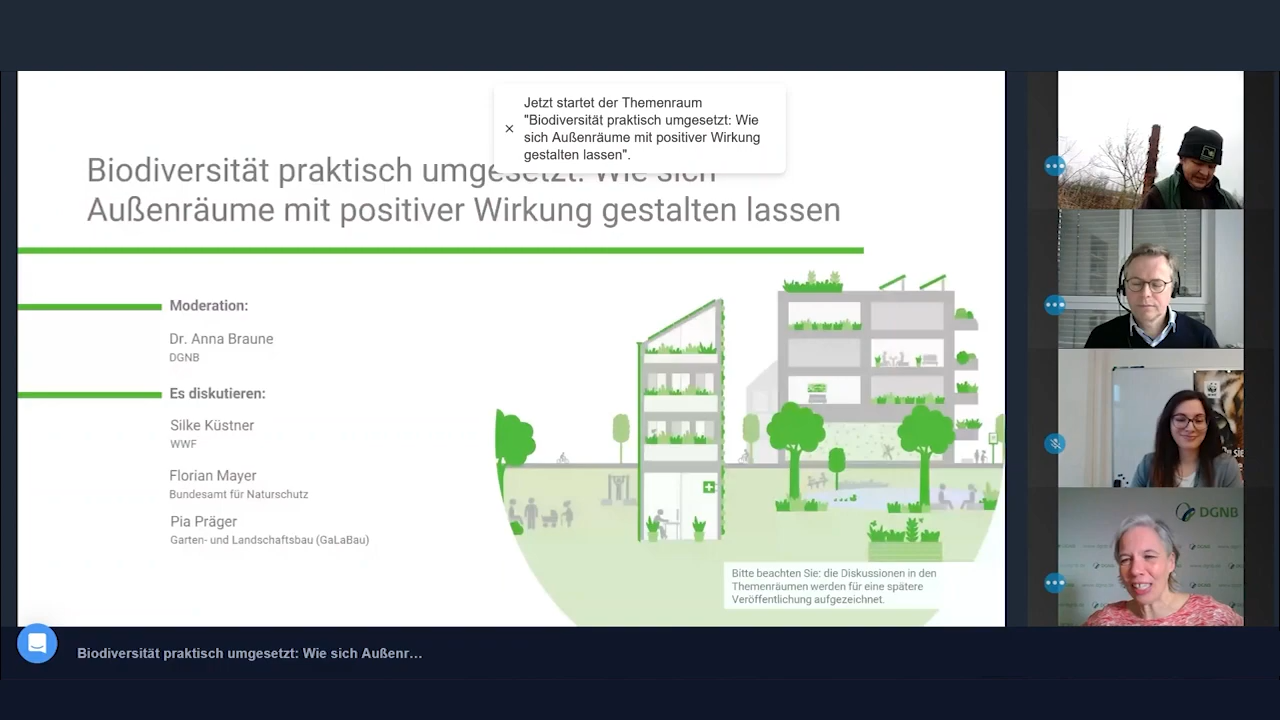 Jetzt startet der Themenraum
"Biodiversität praktisch umgesetzt: Wie
sich Außenräume mit positiver Wirkung
gestalten lassen".
Biodiversität praktisch umgesetzt: Wie sich
Außenräume mit positiver Wirkung gestalten lassen
Moderation:
Dr. Anna Braune
DGNB
Es diskutieren:
Silke Küstner
WWF
Florian Mayer
Bundesamt für Naturschutz
Pia Präger
Garten- und Landschaftsbau (GaLaBau)
Bitte beachten Sie: die Diskussionen in den
Themenräumen werden für eine spätere
Veröffentlichung aufgezeichnet.
WWF
DGNB
Biodiversität praktisch umgesetzt: Wie sich Außenr…